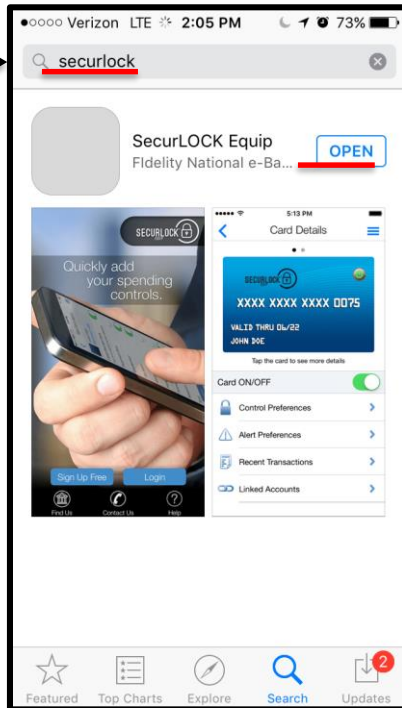 ●○○○○ Verizon LTE 2:05 PM 73%
securlock
SecurLOCK Equip
FIdelity National e-Ba...
OPEN
SECURLOCK
EQUIP
Quickly add
your spending
controls.
Sign Up Free Login
Find Us Contact Us Help
5:13 PM
Card Details
SECURLOCK
XXXX XXXX XXXX 0075
VALID THRU 06/22
JOHN DOE
Tap the card to see more details
Card ON/OFF
Control Preferences
Alert Preferences
Recent Transactions
Linked Accounts
Featured Top Charts Explore Search Updates
2